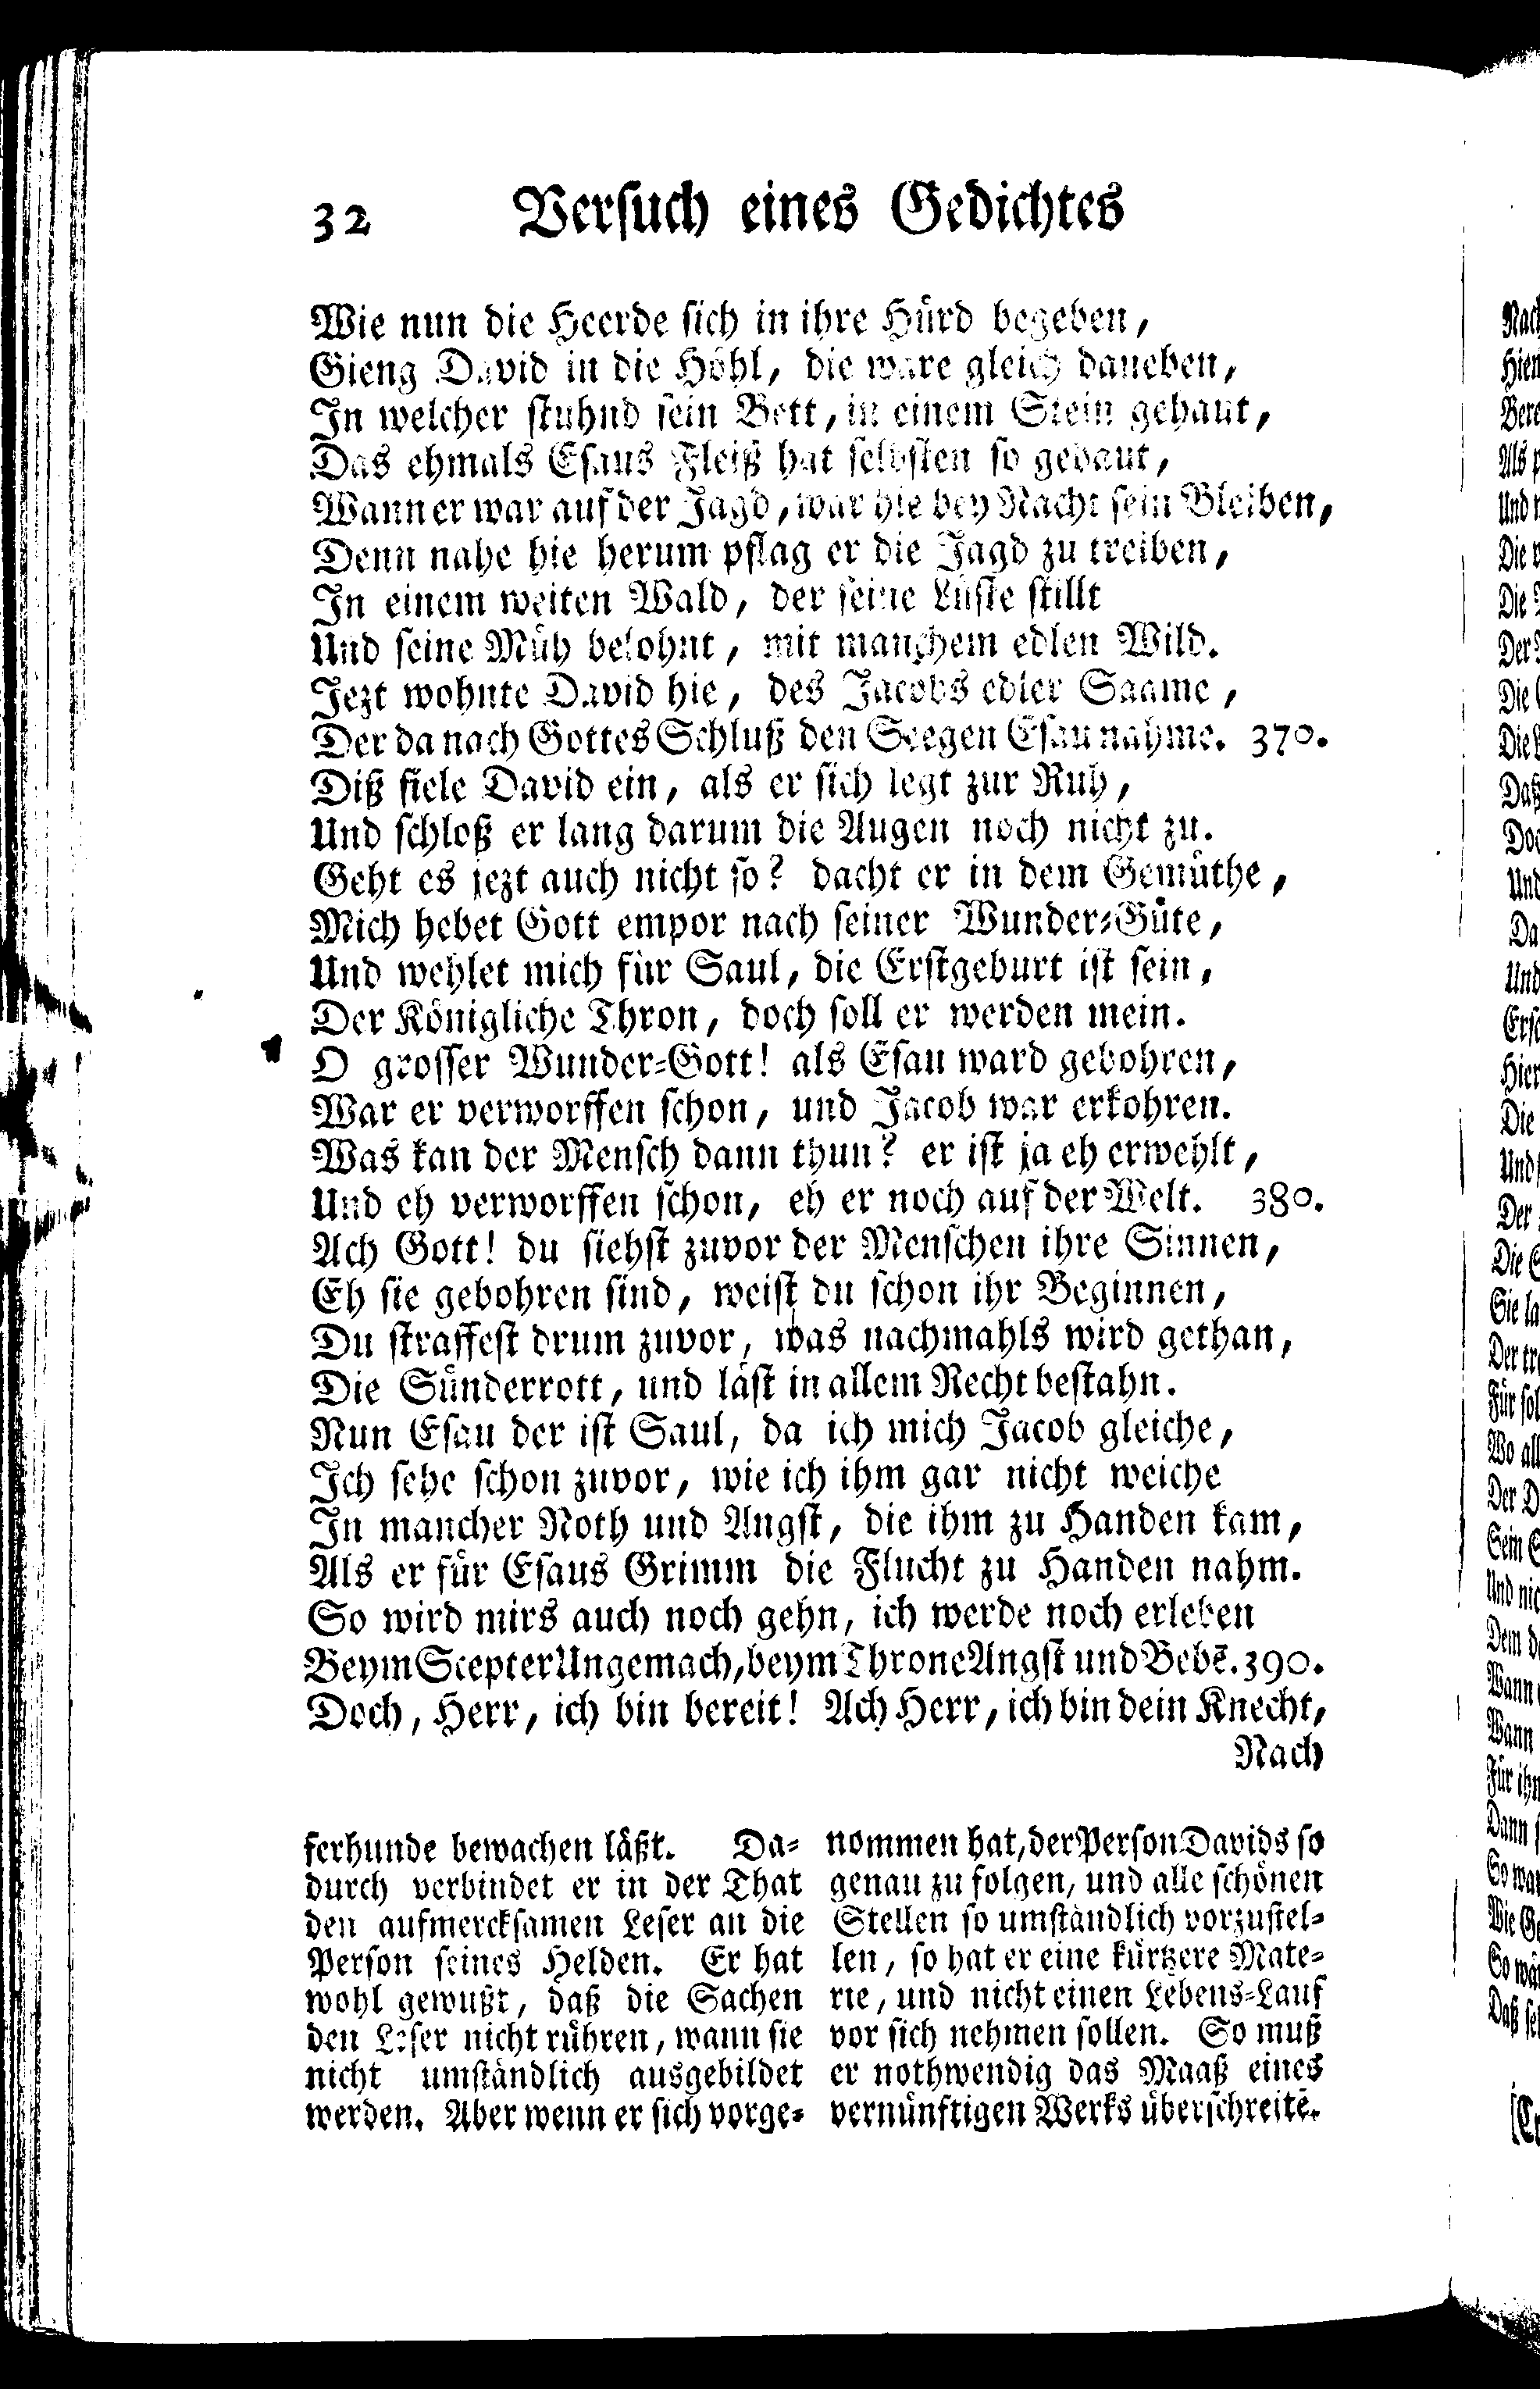 32 Versuch eines Gedichtes
Wie nun die Heerde sich in ihre Hürd begeben,
Gieng David in die Höhl, die ware gleich daneben,
In welcher stuhnd sein Bett, in einem Stein gehaut,
Das ehmals Esaus Fleiß hat selbsten so gebaut,
Wann er war auf der Jagd, war hie bey Nacht sein Bleiben,
Denn nahe hie herum pflag er die Jagd zu treiben,
In einem weiten Wald, der seine Lüste stillt
Und seine Müh belohnt, mit manchem edlen Wild.
Jezt wohnte David hie, des Jacobs edler Saame,
Der da nach Gottes Schluß den Seegen Esau nahme. 370.
Diß fiele David ein, als er sich legt zur Ruh,
Und schloß er lang darum die Augen noch nicht zu.
Geht es jezt auch nicht so? dacht er in dem Gemüthe,
Mich hebet Gott empor nach seiner Wunder-Güte,
Und wehlet mich für Saul, die Erstgeburt ist sein,
Der Königliche Thron, doch soll er werden mein.
O grosser Wunder-Gott! als Esau ward gebohren,
War er verworffen schon, und Jacob war erkohren.
Was kan der Mensch dann thun? er ist ja eh erwehlt,
Und eh verworffen schon, eh er noch auf der Welt. 380.
Ach Gott! du siehst zuvor der Menschen ihre Sinnen,
Eh sie gebohren sind, weist du schon ihr Beginnen,
Du straffest drum zuvor, was nachmahls wird gethan,
Die Sünderrott, und läst in allem Recht bestahn.
Nun Esau der ist Saul, da ich mich Jacob gleiche,
Ich sehe schon zuvor, wie ich ihm gar nicht weiche
In mancher Noth und Angst, die ihm zu Handen kam,
Als er für Esaus Grimm die Flucht zu Handen nahm.
So wird mirs auch noch gehn, ich werde noch erleben
Beym Scepter Ungemach, beym Throne Angst und Bebē. 390.
Doch, Herr, ich bin bereit! Ach Herr, ich bin dein Knecht,
Nach
ferhunde bewachen läßt. Da-
durch verbindet er in der That
den aufmercksamen Leser an die
Person seines Helden. Er hat
wohl gewußt, daß die Sachen
den Leser nicht rühren, wann sie
nicht umständlich ausgebildet
werden. Aber wenn er sich vorge-
nommen hat, der Person Davids so
genau zu folgen, und alle schönen
Stellen so umständlich vorzustel-
len, so hat er eine kürtzere Mate-
rie, und nicht einen Lebens-Lauf
vor sich nehmen sollen. So muß
er nothwendig das Maaß eines
vernünftigen Werks überschreitē.